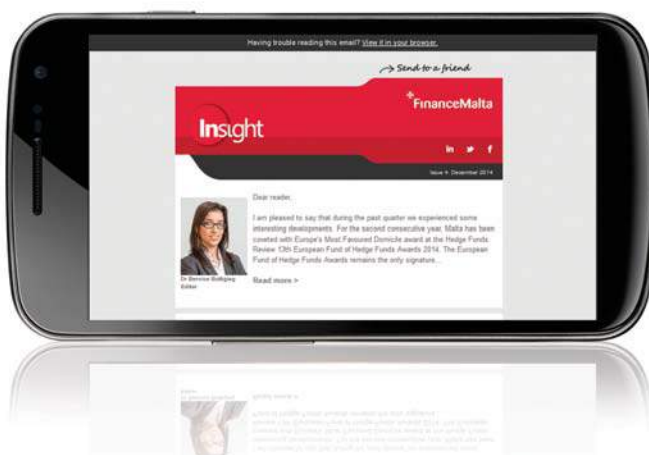 Having trouble reading this email? View it in your browser.
Send to a friend
FinanceMalta
Insight
in f
Issue 4 December 2014
Dear reader,
I am pleased to say that during the past quarter we experienced some
interesting developments. For the second consecutive year, Malta has been
coveted with Europe's Most Favoured Domicile award at the Hedge Funds
Review 13th European Fund of Hedge Funds Awards 2014. The European
Fund of Hedge Funds Awards remains the only signature...
Read more >
Dr Bernice Buttigieg
Editor